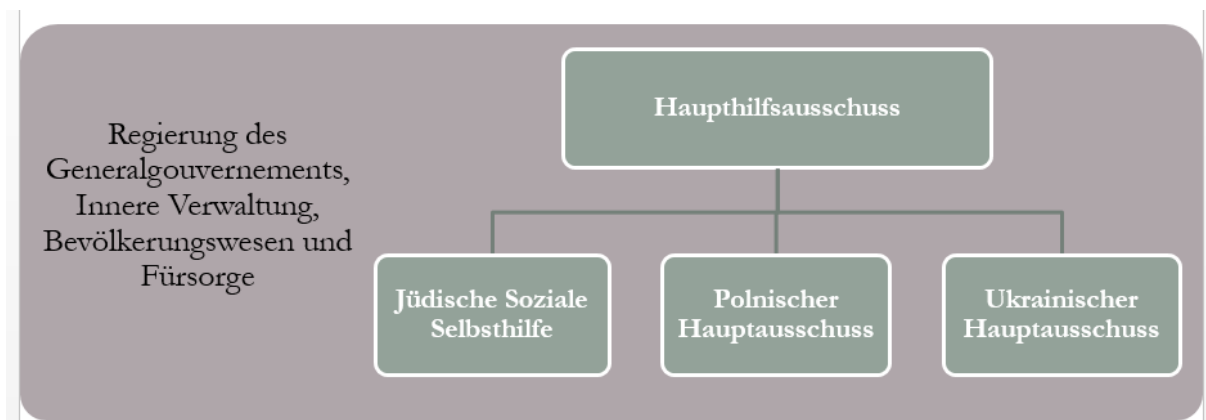 Regierung des
Generalgouvernements,
Innere Verwaltung,
Bevölkerungswesen und
Fürsorge
Haupthilfsausschuss
Jüdische Soziale
Selbsthilfe
Polnischer
Hauptausschuss
Ukrainischer
Hauptausschuss